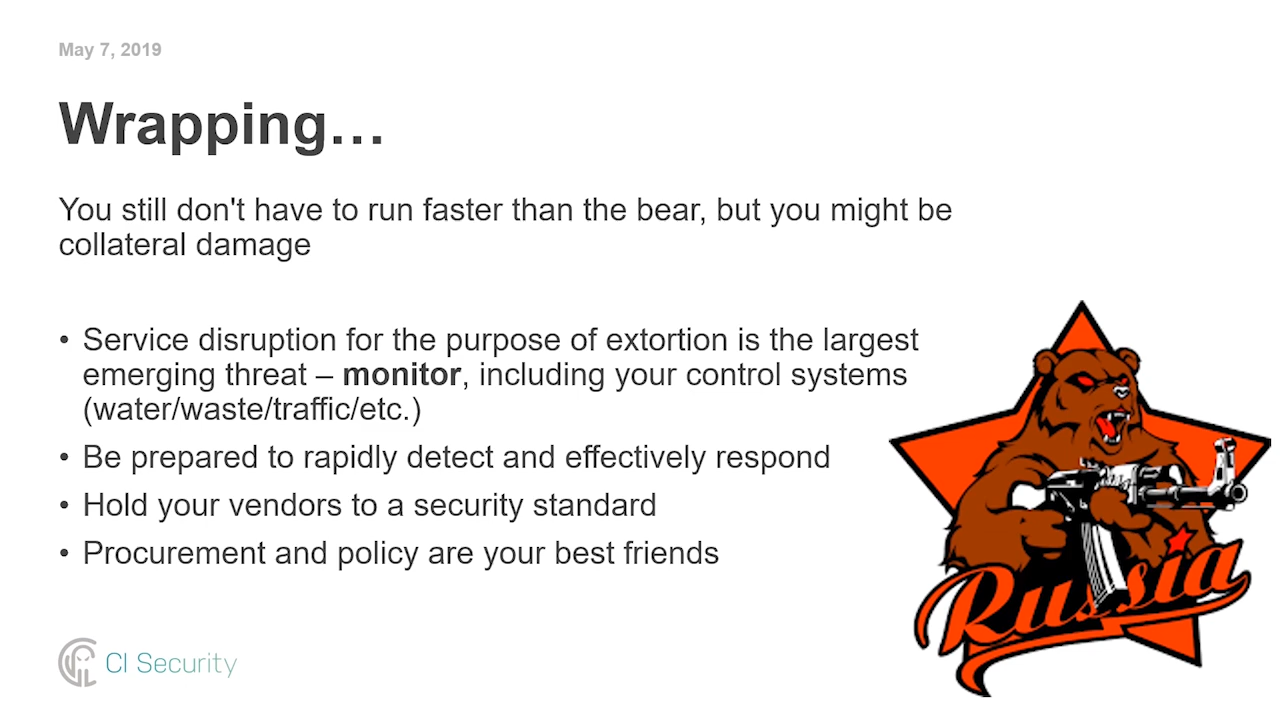 May 7, 2019
Wrapping…
You still don't have to run faster than the bear, but you might be
collateral damage
• Service disruption for the purpose of extortion is the largest
emerging threat – monitor, including your control systems
(water/waste/traffic/etc.)
• Be prepared to rapidly detect and effectively respond
• Hold your vendors to a security standard
• Procurement and policy are your best friends
Russia
CI Security